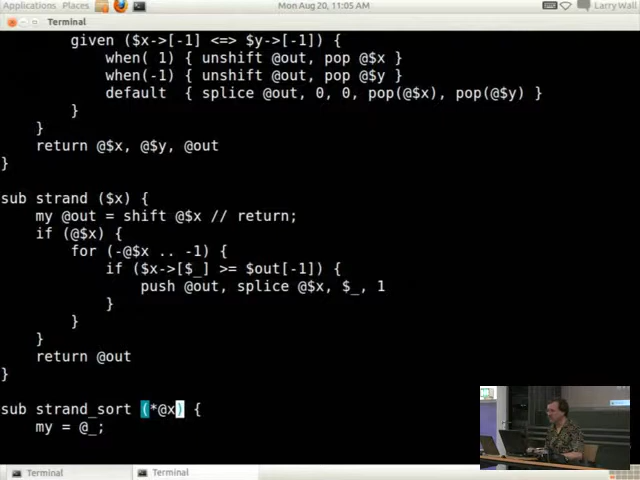 Applications Places Mon Aug 20, 11:05 AM Larry Wall
Terminal
given ($x->[-1] <=> $y->[-1]) {
when( 1) { unshift @out, pop @$x }
when(-1) { unshift @out, pop @$y }
default { splice @out, 0, 0, pop(@$x), pop(@$y) }
}
}
return @$x, @$y, @out
}
sub strand ($x) {
my @out = shift @$x // return;
if (@$x) {
for (-@$x .. -1) {
if ($x->[$_] >= $out[-1]) {
push @out, splice @$x, $_, 1
}
}
}
return @out
}
sub strand_sort (*@x) {
my = @_;
Terminal Terminal